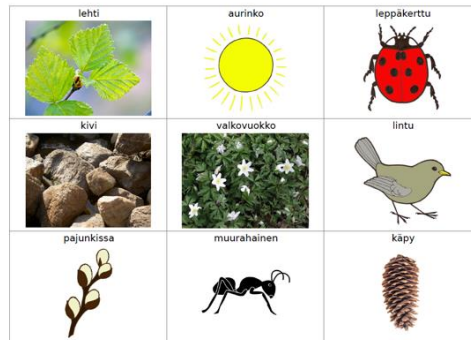 lehti
aurinko
leppäkerttu
kivi
valkovuokko
lintu
pajunkissa
muurahainen
käpy